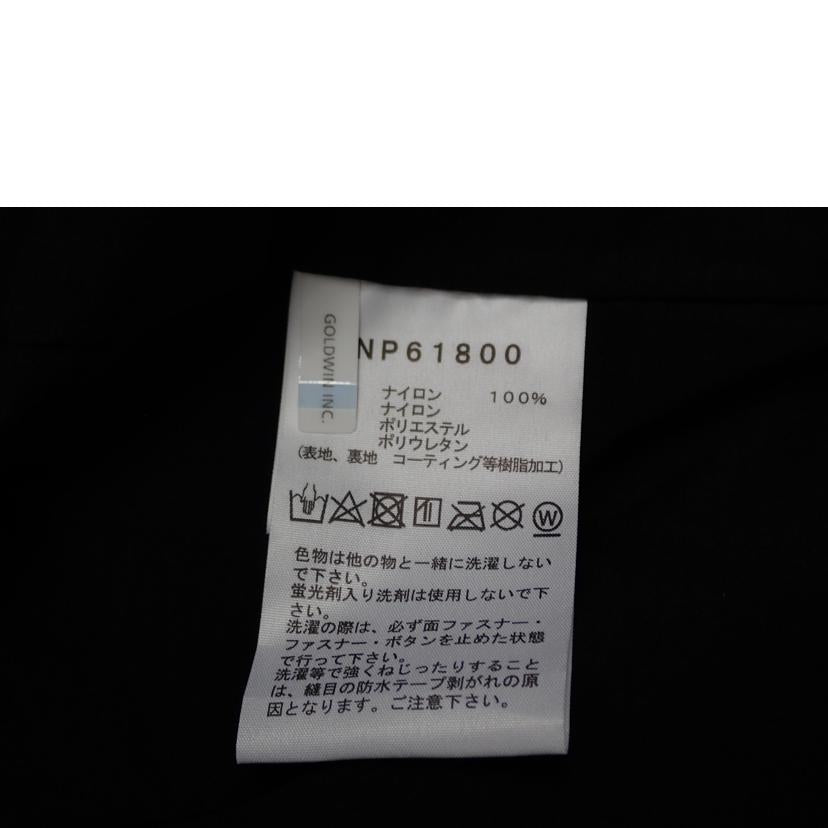 GOLDWIN INC.
NP61800
ナイロン 100%
ナイロン
ポリエステル
ポリウレタン
(表地、裏地 コーティング等樹脂加工)
W
色物は他の物と一緒に洗濯しない
で下さい。
蛍光剤入り洗剤は使用しないで下
さい。
洗濯の際は、必ず面ファスナー・
ファスナー・ボタンを止めた状態
で行って下さい。
洗濯等で強くねじったりすること
は、縫目の防水テープ剥がれの原
因となります。ご注意下さい。